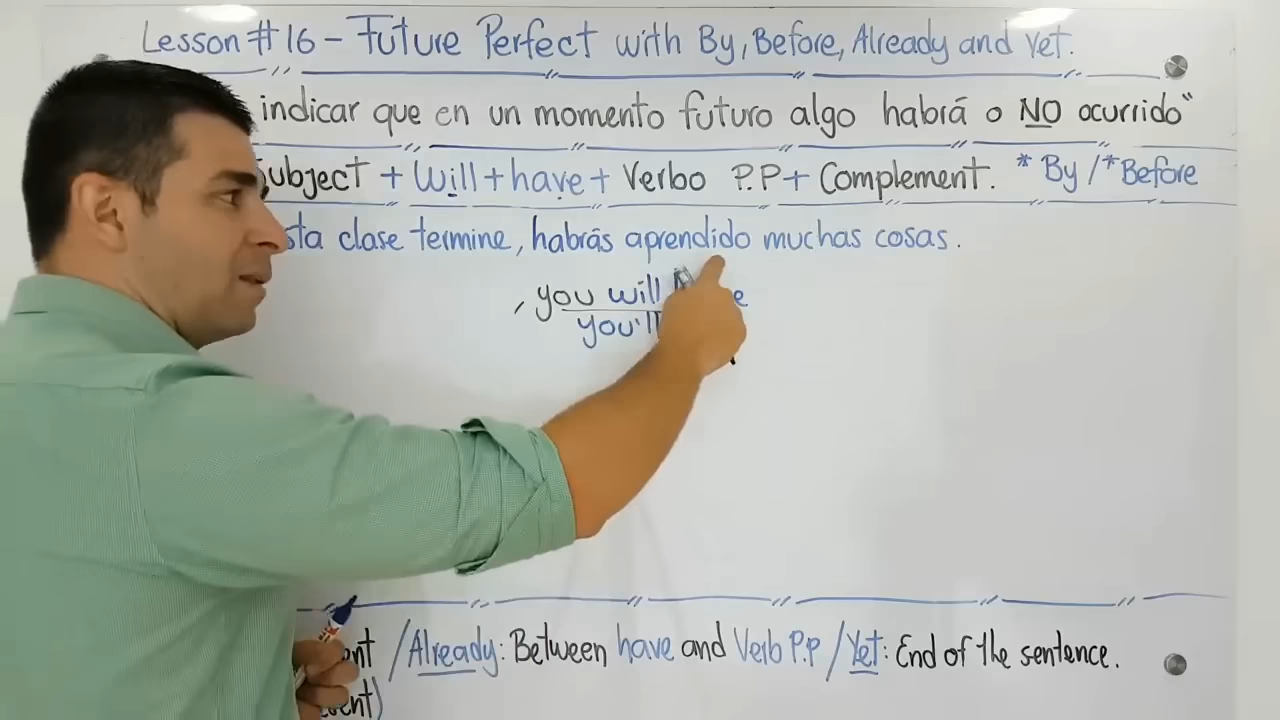 Lesson # 16 - Future Perfect with By, Before, Already and Yet.
indicar que en un momento futuro algo habrá o NO ocurrido"
Subject + Will + have + Verbo P.P + Complement. * By / * Before
clase termine, habrás aprendido muchas cosas.
, you will
you'll
/ Already: Between have and Verb P.p / Yet: End of the sentence.